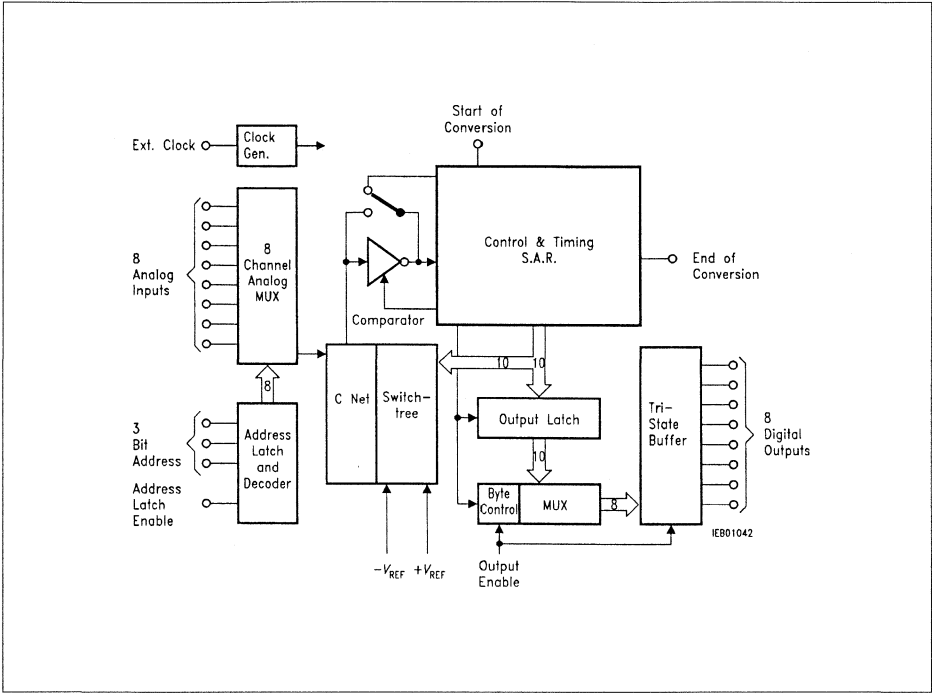 Start of
Conversion
Ext. Clock
Clock
Gen.
8
Analog
Inputs
8
Channel
Analog
MUX
Control & Timing
S.A.R.
End of
Conversion
Comparator
8
10
10
C Net
Switch-
tree
Output Latch
10
Tri-
State
Buffer
8
Digital
Outputs
3
Bit
Address
Address
Latch
Enable
Address
Latch
and
Decoder
Byte
Control
MUX
8
IEB01042
-VREF
+VREF
Output
Enable